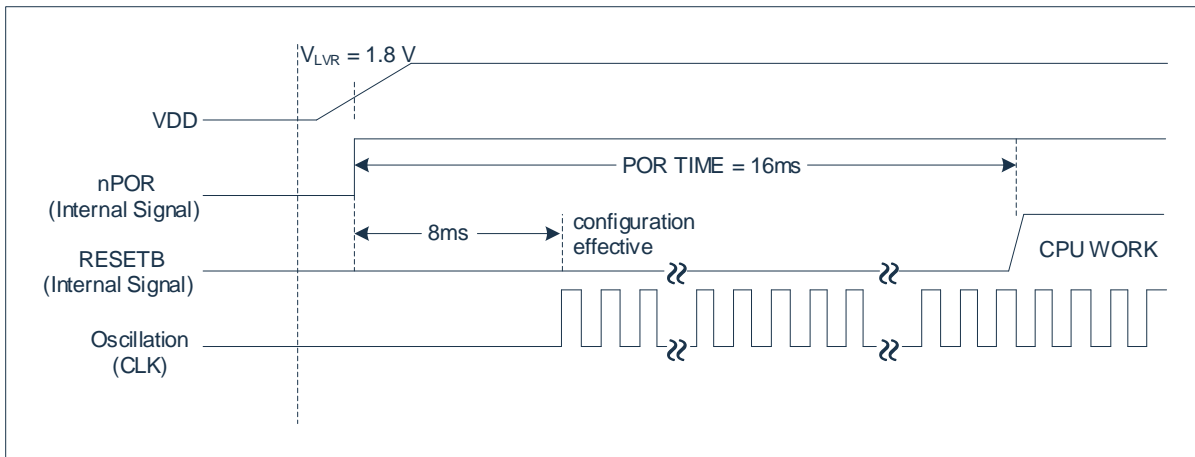 VLVR = 1.8 V
VDD
POR TIME = 16ms
nPOR
(Internal Signal)
8ms
configuration
effective
CPU WORK
RESETB
(Internal Signal)
Oscillation
(CLK)